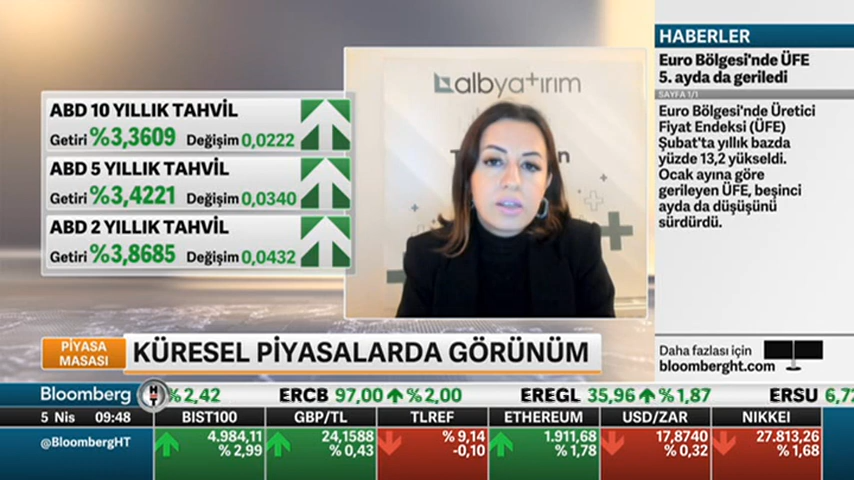 albyatırım
ABD 10 YILLIK TAHVİL
Getiri %3,3609 Değişim 0,0222
ABD 5 YILLIK TAHVİL
Getiri %3,4221 Değişim 0,0340
ABD 2 YILLIK TAHVİL
Getiri %3,8685 Değişim 0,0432
HABERLER
Euro Bölgesi'nde ÜFE
5. ayda da geriledi
SAYFA 1/1
Euro Bölgesi'nde Üretici
Fiyat Endeksi (ÜFE)
Şubat'ta yıllık bazda
yüzde 13,2 yükseldi.
Ocak ayına göre
gerileyen ÜFE, beşinci
ayda da düşüşünü
sürdürdü.
Daha fazlası için
bloomberght.com
PİYASA
MASASI
KÜRESEL PİYASALARDA GÖRÜNÜM
Bloomberg HT
%2,42 ERCB 97,00 %2,00 EREGL 35,96 %1,87 ERSU 6,72
5 Nis 09:48
@BloombergHT
BIST100 GBP/TL TLREF ETHEREUM USD/ZAR NIKKEI
4.984,11 24,1588 % 9,14 1.911,68 17,8740 27.813,26
% 2,99 % 0,43 -0,10 % 1,78 % 0,32 % 1,68